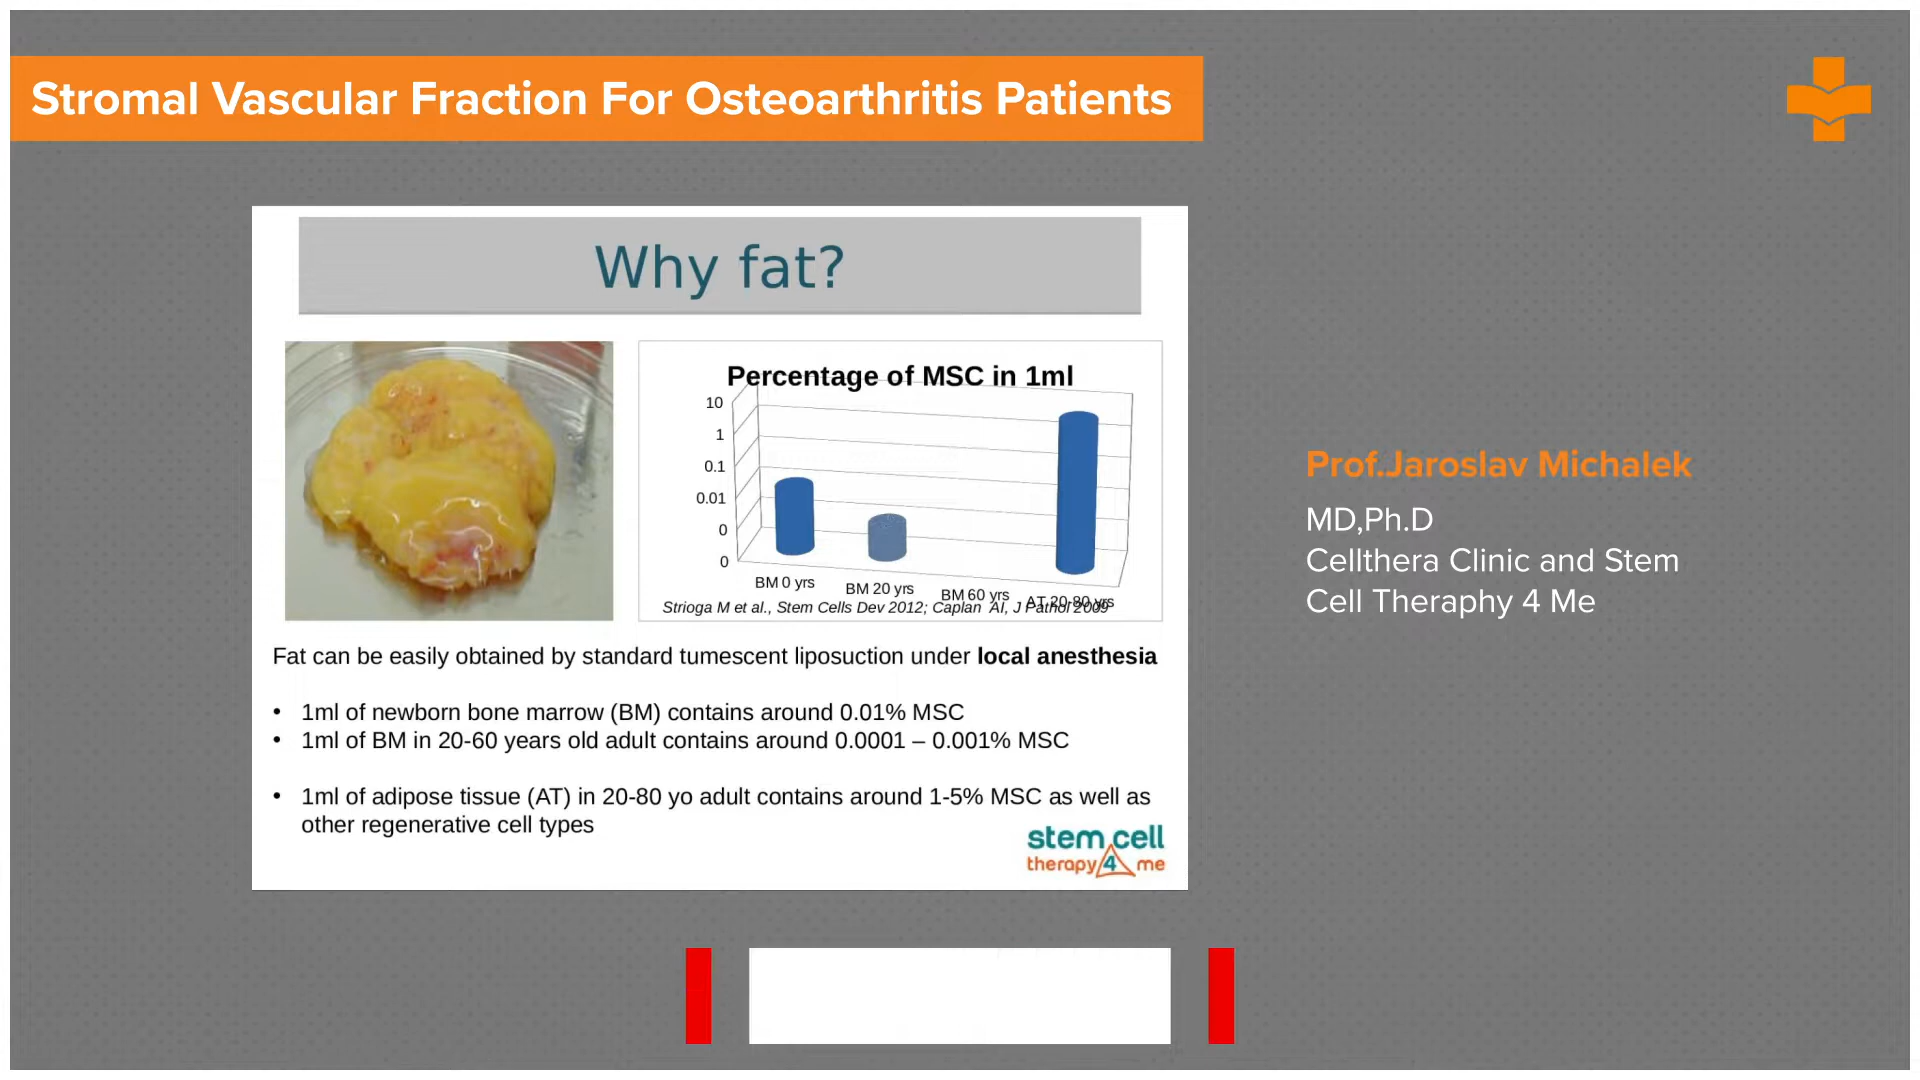 Stromal Vascular Fraction For Osteoarthritis Patients
Why fat?
Percentage of MSC in 1ml
10
1
0.1
0.01
0
0
BM 0 yrs
BM 20 yrs
BM 60 yrs
AT 20-80 yrs
Strioga M et al., Stem Cells Dev 2012; Caplan AI, J Pathol 2009
Fat can be easily obtained by standard tumescent liposuction under local anesthesia
• 1ml of newborn bone marrow (BM) contains around 0.01% MSC
• 1ml of BM in 20-60 years old adult contains around 0.0001 – 0.001% MSC
• 1ml of adipose tissue (AT) in 20-80 yo adult contains around 1-5% MSC as well as
other regenerative cell types
stem cell
therapy 4 me
Prof.Jaroslav Michalek
MD,Ph.D
Cellthera Clinic and Stem
Cell Theraphy 4 Me